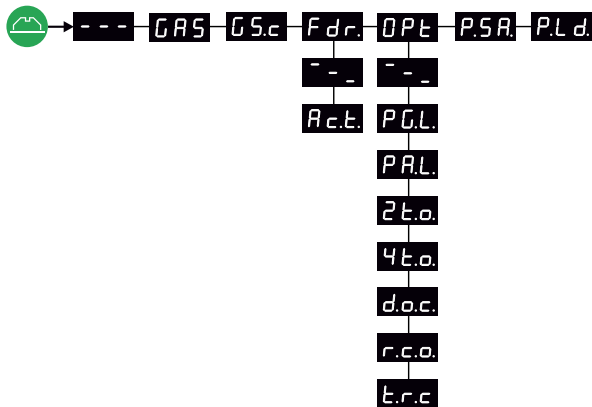 --- GAS GS.c Fdr. OPt P.SA. P.Ld.
Ac.t. PG.L.
PA.L.
2t.o.
4t.o.
d.o.c.
r.c.o.
t.r.c